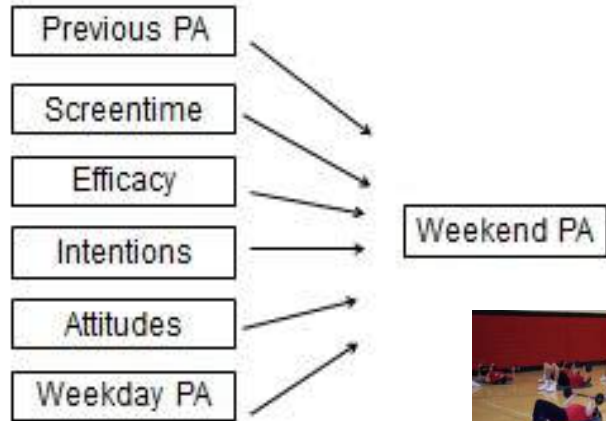 Previous PA
Screentime
Efficacy
Intentions
Attitudes
Weekday PA
Weekend PA